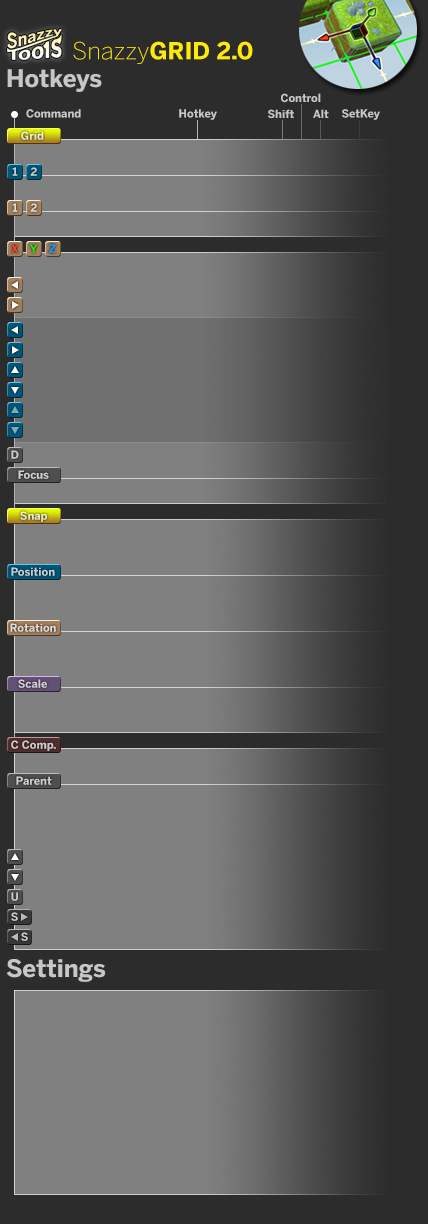 Snazzy
TOOLS
SnazzyGRID 2.0
Hotkeys
Control
Command Hotkey Shift Alt SetKey
Grid
1 2
1 2
X Y Z
D
Focus
Snap
Position
Rotation
Scale
C Comp.
Parent
U
S
S
Settings